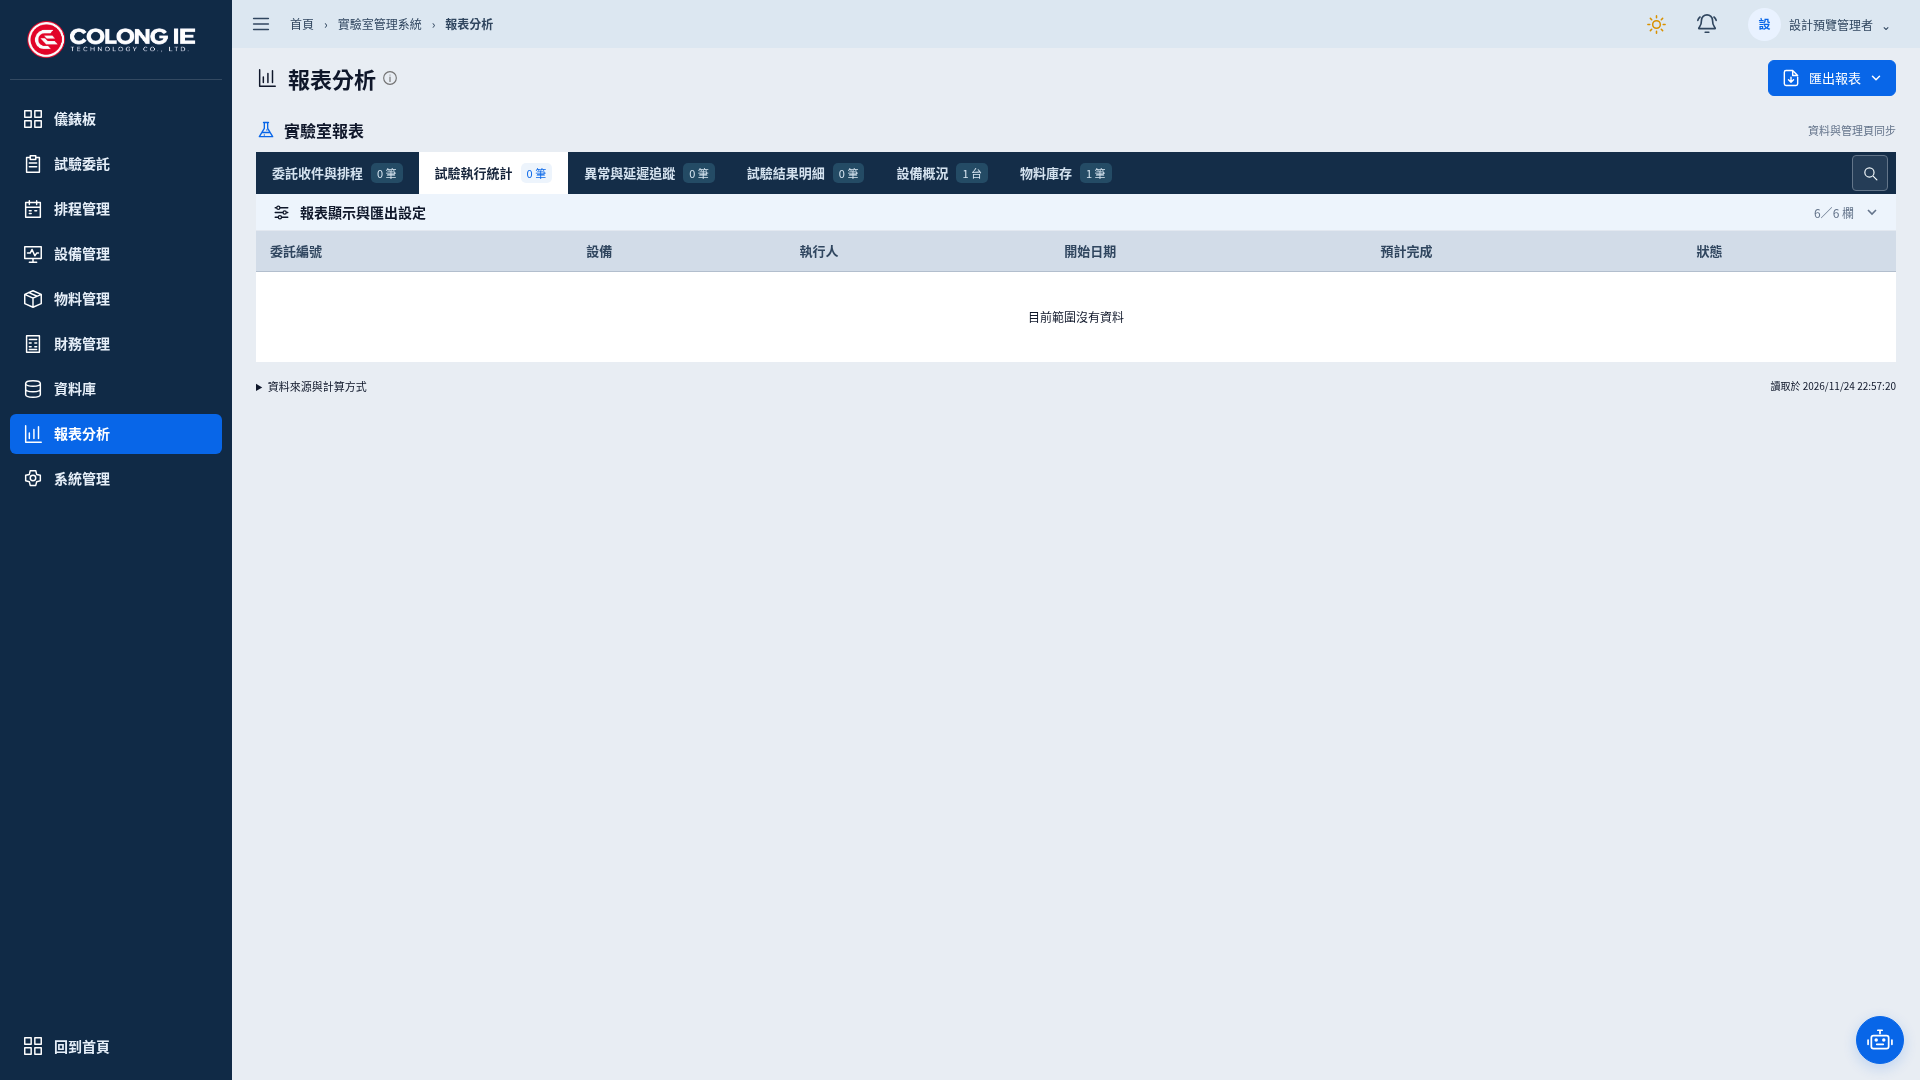 COLONG IE
TECHNOLOGY CO., LTD.
儀錶板
試驗委託
排程管理
設備管理
物料管理
財務管理
資料庫
報表分析
系統管理
回到首頁
首頁 › 實驗室管理系統 › 報表分析
設 設計預覽管理者
報表分析
匯出報表
實驗室報表
資料與管理頁同步
委託收件與排程 0 筆 試驗執行統計 0 筆 異常與延遲追蹤 0 筆 試驗結果明細 0 筆 設備概況 1 台 物料庫存 1 筆
報表顯示與匯出設定
6／6 欄
委託編號 設備 執行人 開始日期 預計完成 狀態
目前範圍沒有資料
▶ 資料來源與計算方式
讀取於 2026/11/24 22:57:20